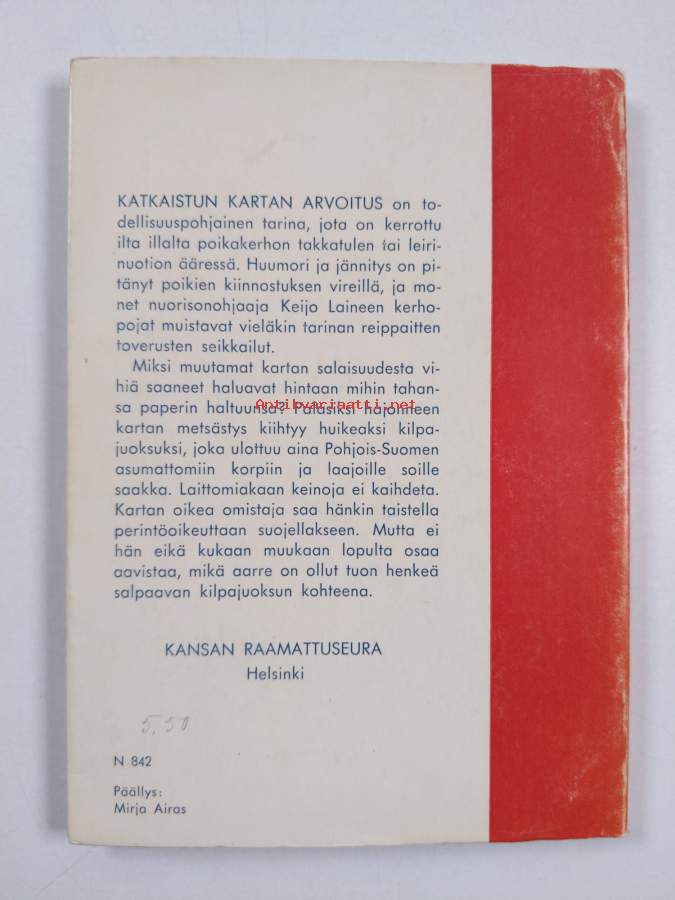 KATKAISTUN KARTAN ARVOITUS on to-
dellisuuspohjainen tarina, jota on kerrottu
ilta illalta poikakerhon takkatulen tai leiri-
nuotion ääressä. Huumori ja jännitys on pi-
tänyt poikien kiinnostuksen vireillä, ja mo-
net nuorisonohjaaja Keijo Laineen kerho-
pojat muistavat vieläkin tarinan reippaitten
toverusten seikkailut.
Miksi muutamat kartan salaisuudesta vi-
hiä saaneet haluavat hintaan mihin tahan-
sa paperin haltuunsa? Palasiksi hajonneen
Antikvariaatti.net
kartan metsästys kiihtyy huikeaksi kilpa-
juoksuksi, joka ulottuu aina Pohjois-Suomen
asumattomiin korpiin ja laajoille soille
saakka. Laittomiakaan keinoja ei kaihdeta.
Kartan oikea omistaja saa hänkin taistella
perintöoikeuttaan suojellakseen. Mutta ei
hän eikä kukaan muukaan lopulta osaa
aavistaa, mikä aarre on ollut tuon henkeä
salpaavan kilpajuoksun kohteena.
KANSAN RAAMATTUSEURA
Helsinki
5,50
N 842
Päällys:
Mirja Airas